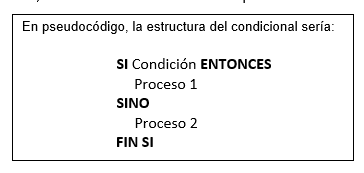 En pseudocódigo, la estructura del condicional sería:
SI Condición ENTONCES
Proceso 1
SINO
Proceso 2
FIN SI